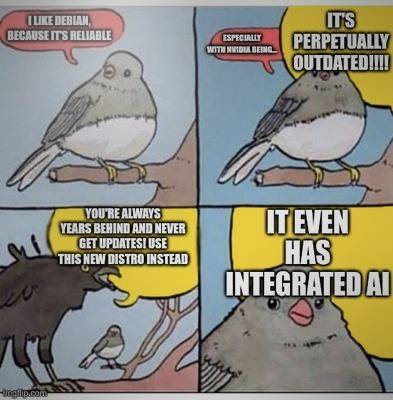 I LIKE DEBIAN,
BECAUSE IT'S RELIABLE
ESPECIALLY
WITH NVIDIA BEING...
IT'S
PERPETUALLY
OUTDATED!!!!
YOU'RE ALWAYS
YEARS BEHIND AND NEVER
GET UPDATES! USE
THIS NEW DISTRO INSTEAD
IT EVEN
HAS
INTEGRATED AI
imgflip.com